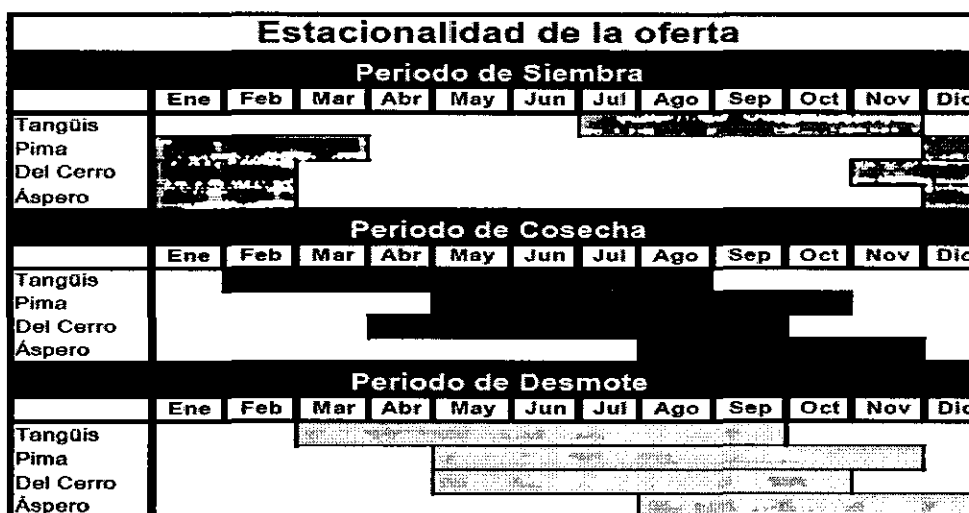 Estacionalidad de la oferta
Periodo de Siembra
Ene Feb Mar Abr May Jun Jul Ago Sep Oct Nov Dic
Tangüis
Pima
Del Cerro
Áspero
Periodo de Cosecha
Ene Feb Mar Abr May Jun Jul Ago Sep Oct Nov Dic
Tangüis
Pima
Del Cerro
Áspero
Periodo de Desmote
Ene Feb Mar Abr May Jun Jul Ago Sep Oct Nov Dic
Tangüis
Pima
Del Cerro
Áspero